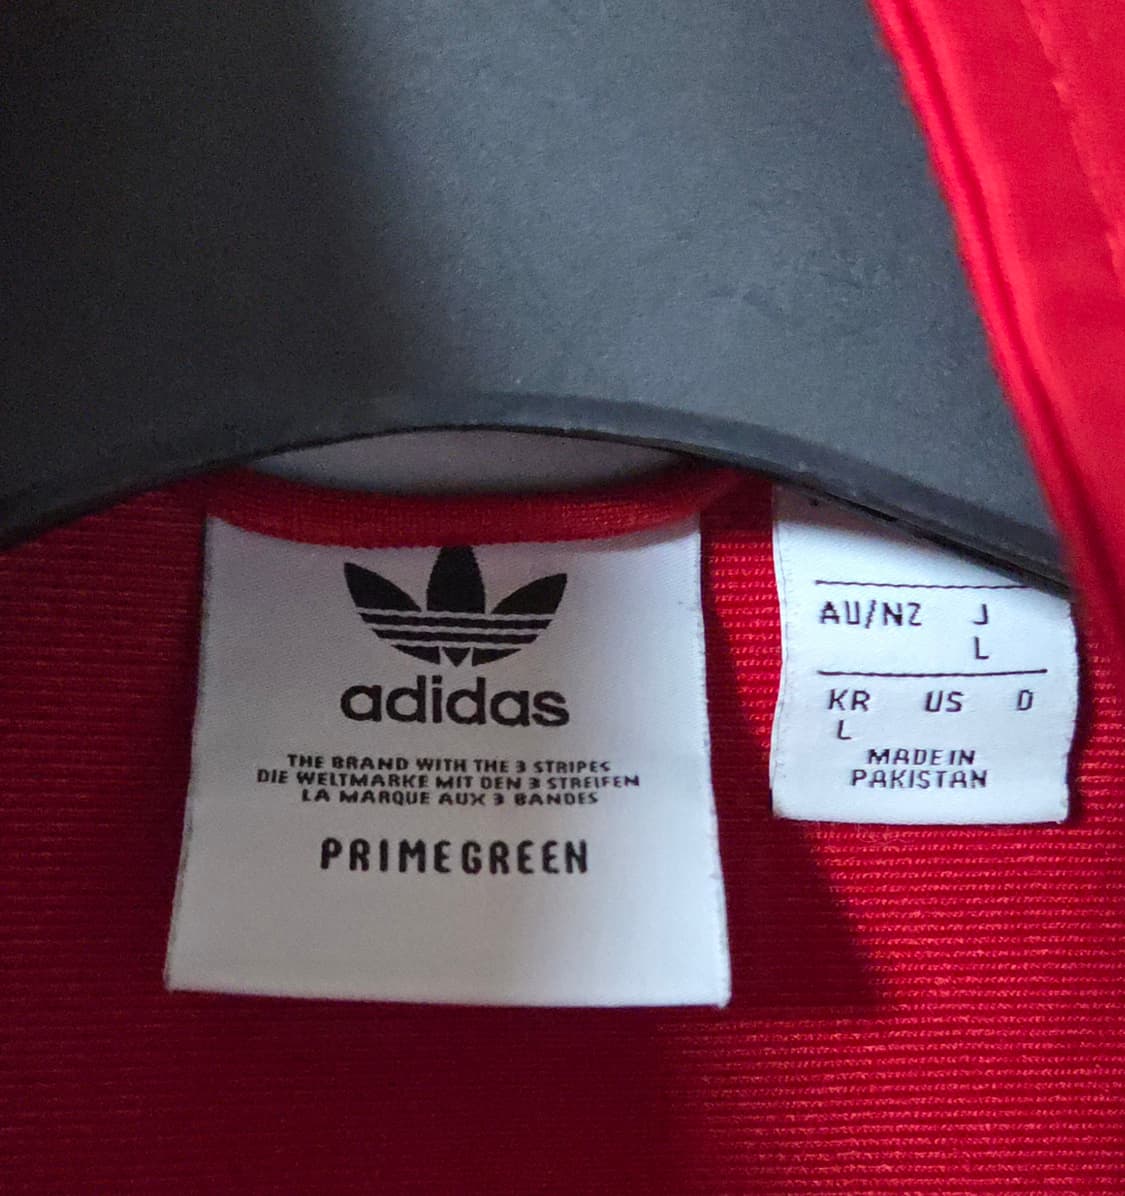 adidas
THE BRAND WITH THE 3 STRIPES
DIE WELTMARKE MIT DEN 3 STREIFEN
LA MARQUE AUX 3 BANDES
PRIMEGREEN
AU/NZ J
L
KR US D
L
MADE IN
PAKISTAN